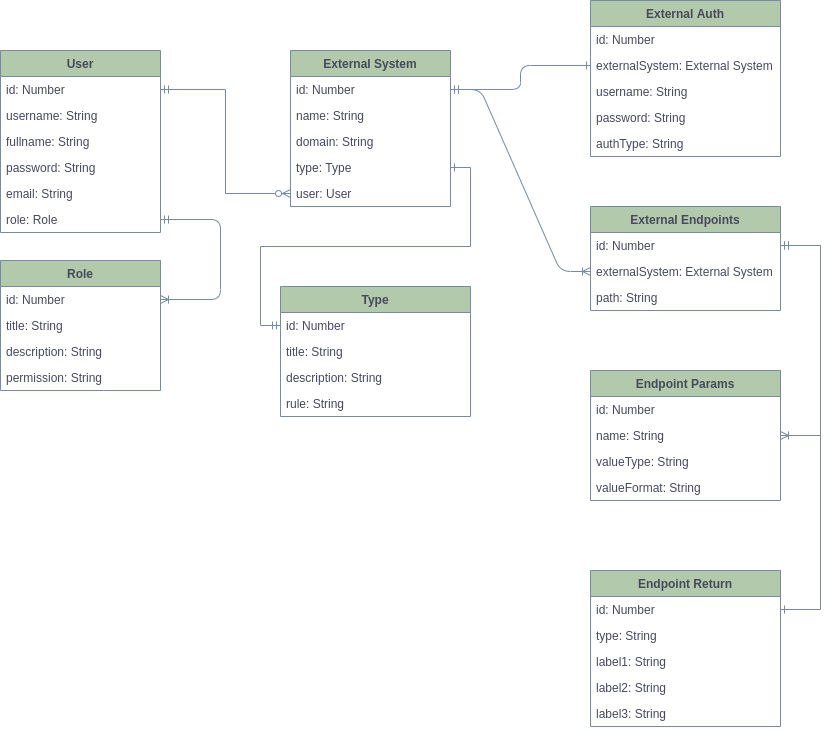 User
id: Number
username: String
fullname: String
password: String
email: String
role: Role
Role
id: Number
title: String
description: String
permission: String
External System
id: Number
name: String
domain: String
type: Type
user: User
Type
id: Number
title: String
description: String
rule: String
External Auth
id: Number
externalSystem: External System
username: String
password: String
authType: String
External Endpoints
id: Number
externalSystem: External System
path: String
Endpoint Params
id: Number
name: String
valueType: String
valueFormat: String
Endpoint Return
id: Number
type: String
label1: String
label2: String
label3: String